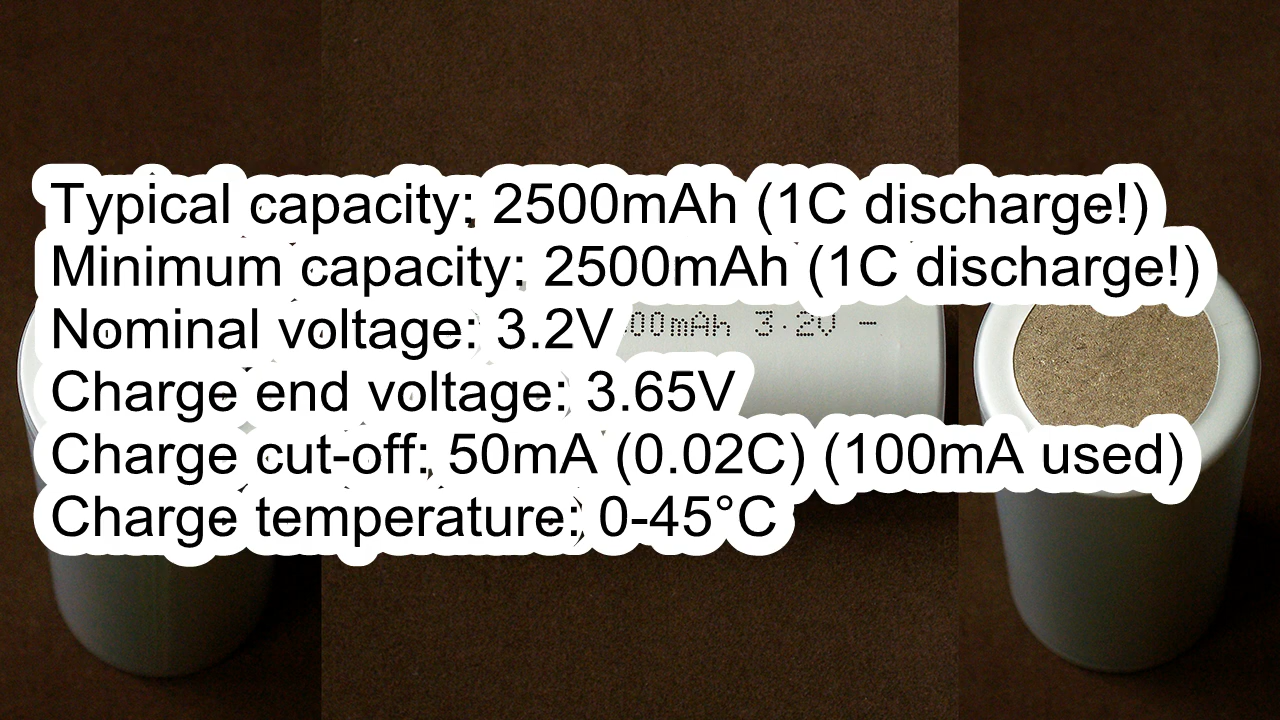 Typical capacity: 2500mAh (1C discharge!)
Minimum capacity: 2500mAh (1C discharge!)
Nominal voltage: 3.2V
00mAh 3.2V -
Charge end voltage: 3.65V
Charge cut-off: 50mA (0.02C) (100mA used)
Charge temperature: 0-45°C